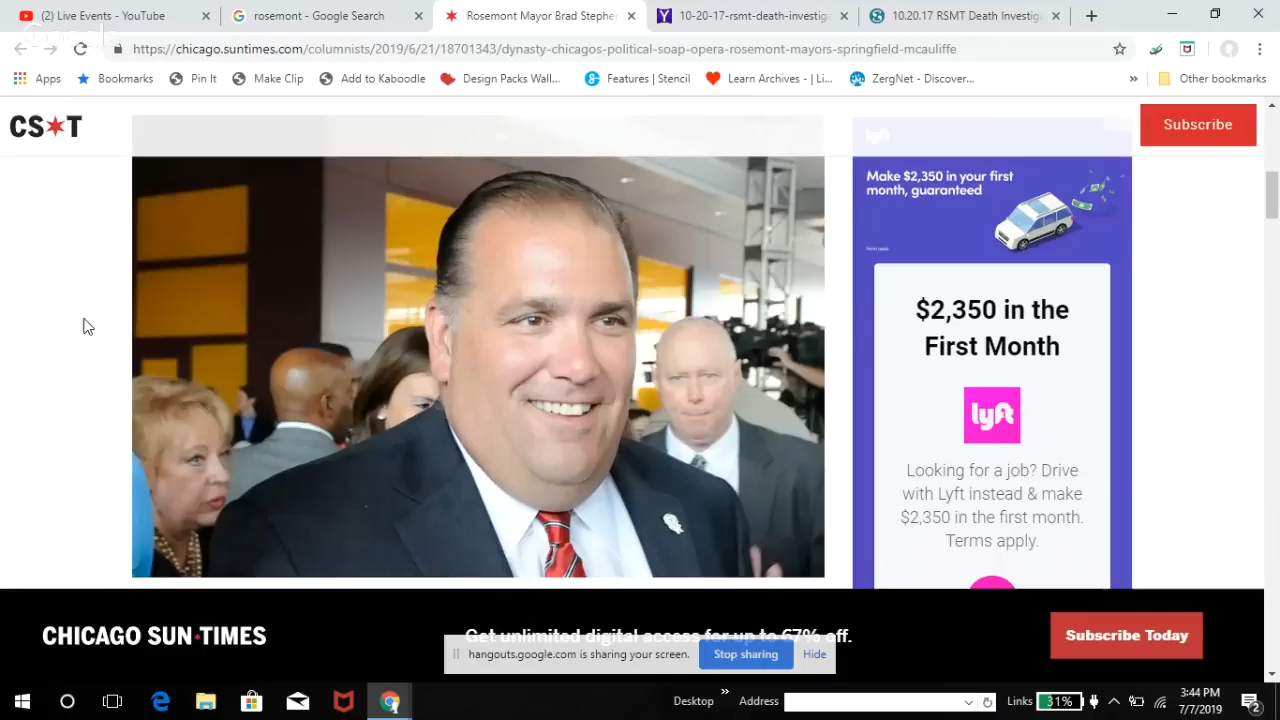 (2) Live Events - YouTube
rosemont - Google Search
Rosemont Mayor Brad Stephen
10-20-17-rsmt-death-investiga
10.20.17 RSMT Death Investig
https://chicago.suntimes.com/columnists/2019/6/21/18701343/dynasty-chicagos-political-soap-opera-rosemont-mayors-springfield-mcauliffe
Apps
Bookmarks
Pin It
Make Clip
Add to Kaboodle
Design Packs Wall...
Features | Stencil
Learn Archives - | Li...
ZergNet - Discover...
»
Other bookmarks
CS T
Subscribe
lyft
Make $2,350 in your first
month, guaranteed
$2,350 in the
First Month
lyft
Looking for a job? Drive
with Lyft instead & make
$2,350 in the first month.
Terms apply.
CHICAGO SUN·TIMES
Get unlimited digital access for up to 67% off.
Subscribe Today
hangouts.google.com is sharing your screen.
Stop sharing
Hide
Desktop
»
Address
Links
31%
3:44 PM
7/7/2019
2